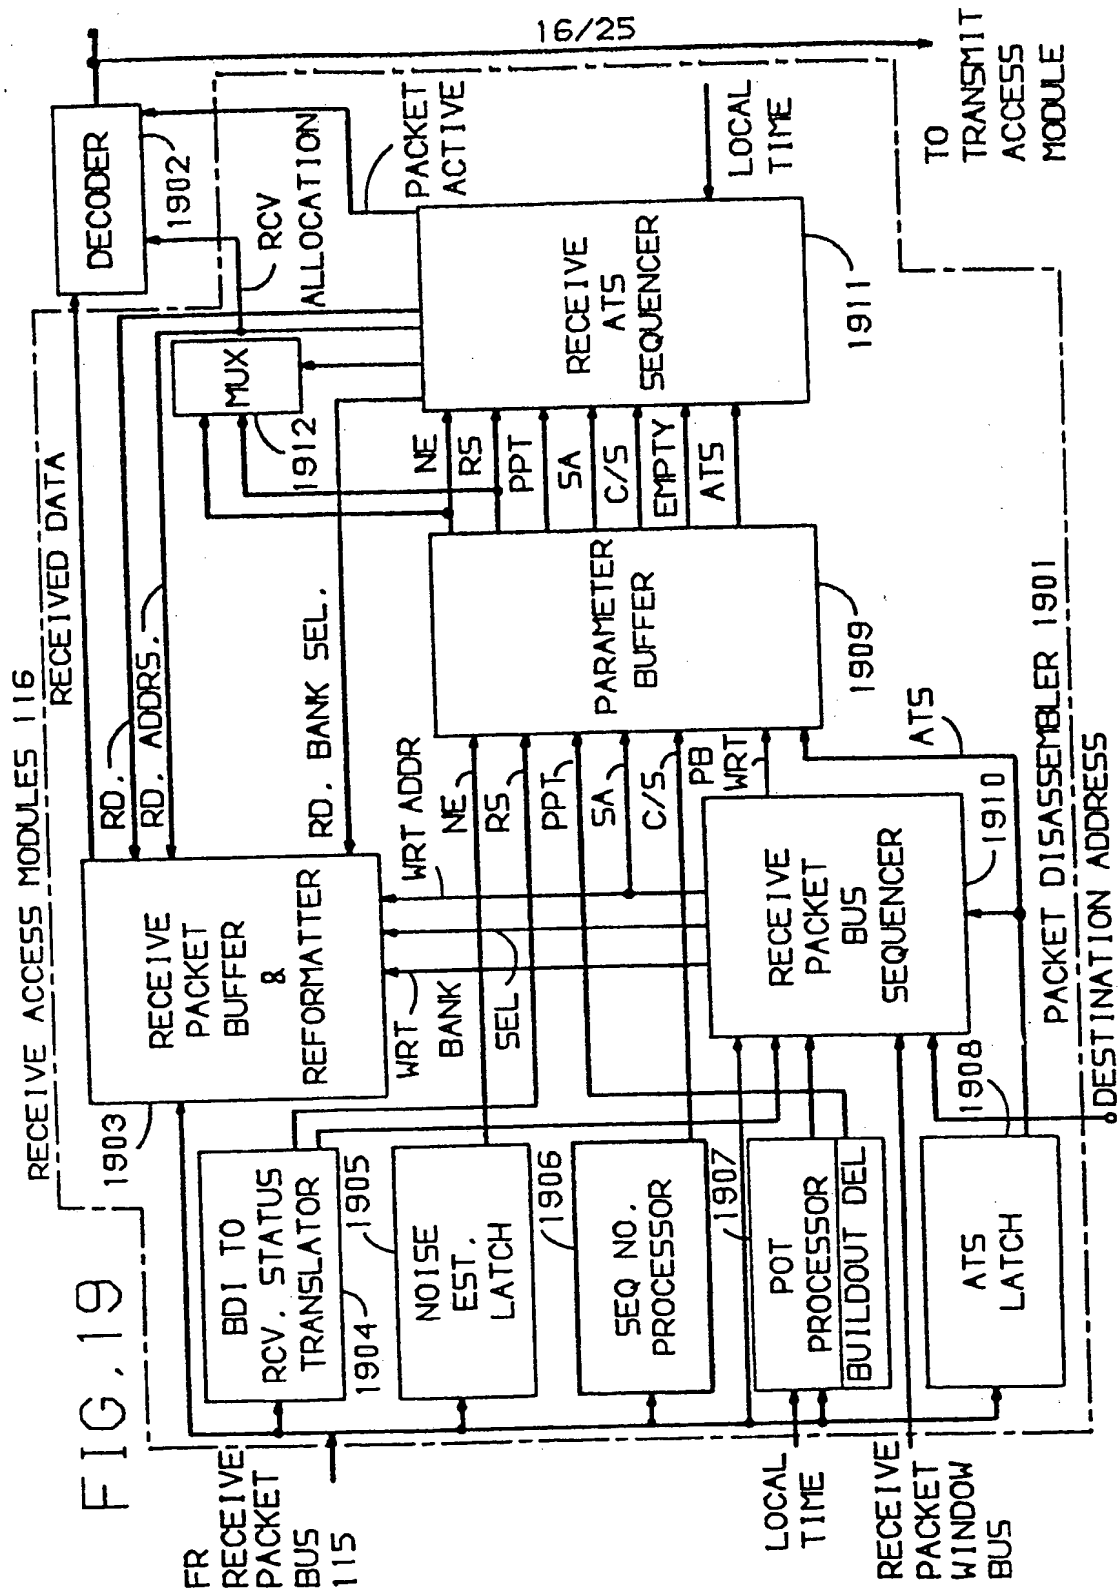 FIG. 19
RECEIVE ACCESS MODULES 116
RECEIVED DATA
DECODER
1902
16/25
TO
TRANSMIT
ACCESS
MODULE
RD.
RD. ADDRS.
RD. BANK SEL.
MUX
1912
RCV
ALLOCATION
PACKET
ACTIVE
LOCAL
TIME
RECEIVE
PACKET
BUFFER
&
REFORMATTER
1903
WRT ADDR
WRT
BANK
SEL
NE
RS
PPT
SA
C/S
PB
WRT
ATS
PARAMETER
BUFFER
1909
NE
RS
PPT
SA
C/S
EMPTY
ATS
RECEIVE
ATS
SEQUENCER
1911
BDI TO
RCV. STATUS
TRANSLATOR
1904
NOISE
EST.
LATCH
1905
SEQ NO.
PROCESSOR
1906
POT
PROCESSOR
BUILDOUT DEL
1907
ATS
LATCH
1908
RECEIVE
PACKET
BUS
SEQUENCER
1910
PACKET DISASSEMBLER 1901
DESTINATION ADDRESS
FR
RECEIVE
PACKET
BUS
115
LOCAL
TIME
RECEIVE
PACKET
WINDOW
BUS